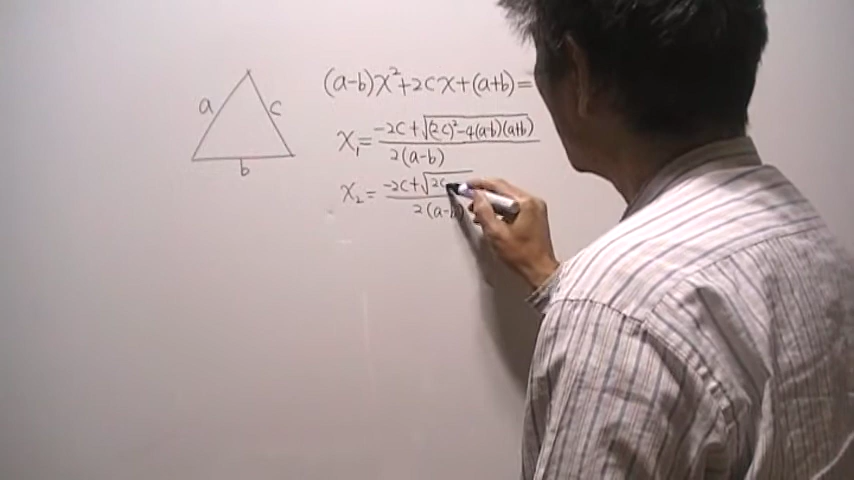 a
c
b
(a-b)x²+2cx+(a+b)=
x₁=
-2c+√(2c)²-4(a-b)(a+b)
2(a-b)
x₂=
-2c+√2c
2(a-b)